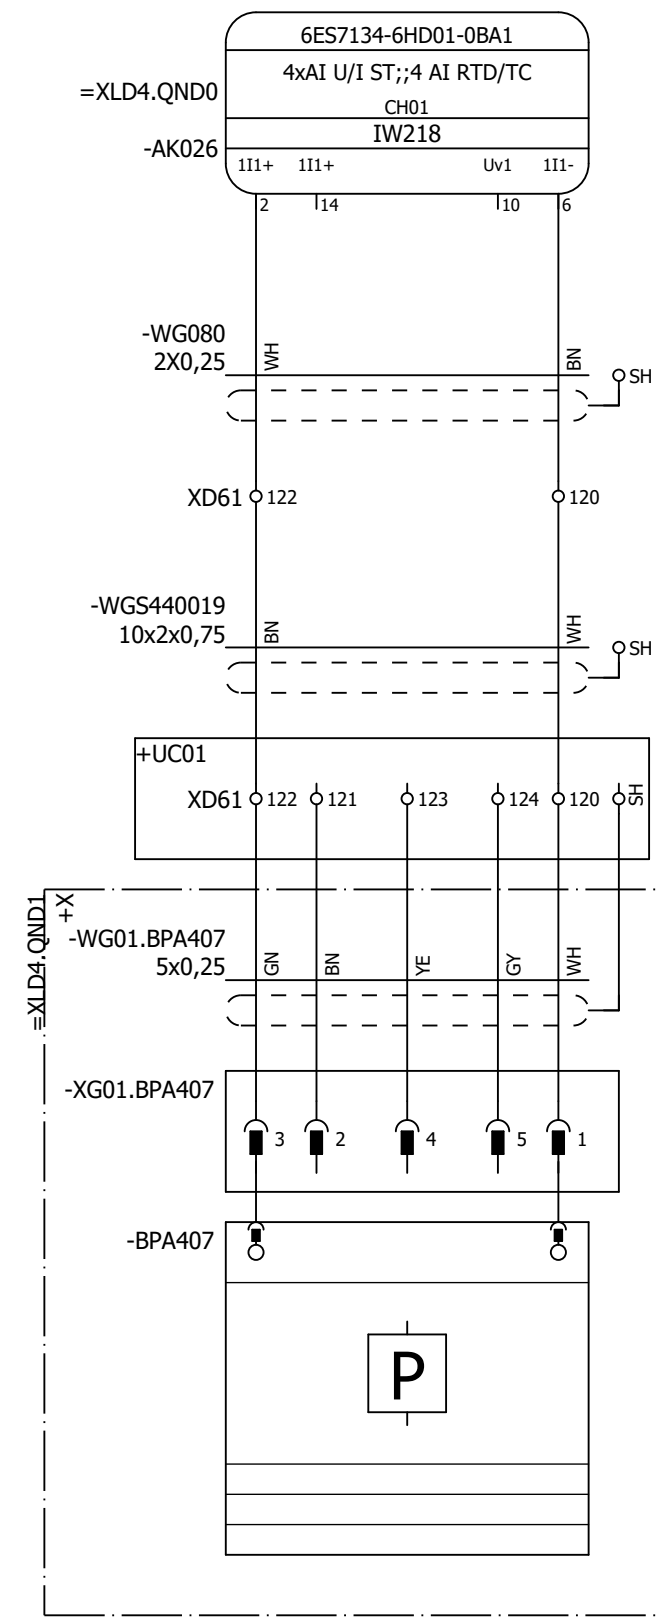 6ES7134-6HD01-0BA1
=XLD4.QND0
4xAI U/I ST;;4 AI RTD/TC
CH01
-AK026
IW218
1I1+ 1I1+ Uv1 1I1-
2 14 10 6
-WG080
2X0,25
WH BN
SH
XD61 122 120
-WGS440019
10x2x0,75
BN WH
SH
+UC01
XD61 122 121 123 124 120 SH
=XLD4.QND1
+X
-WG01.BPA407
5x0,25
GN BN YE GY WH
-XG01.BPA407
3 2 4 5 1
-BPA407
P